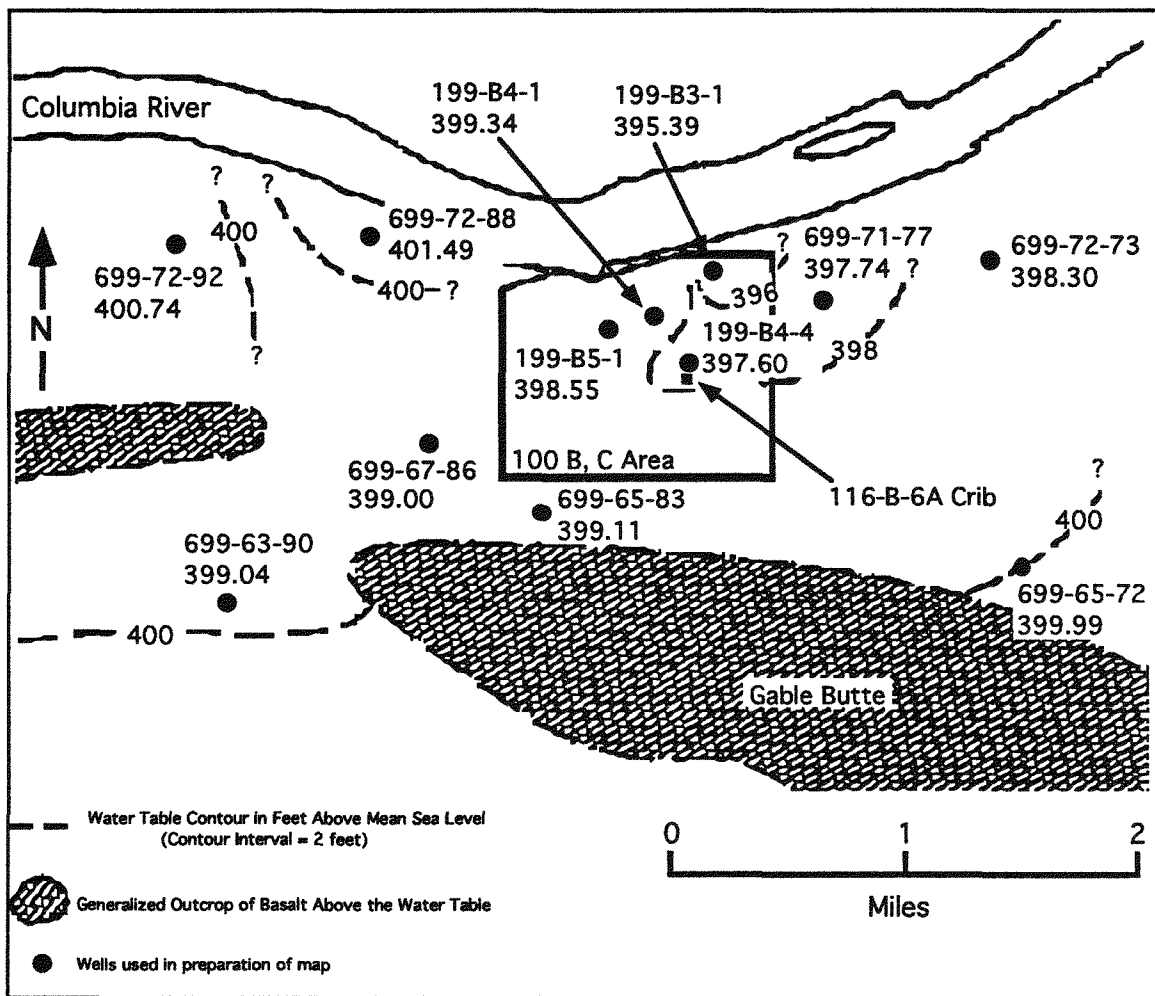 199-B4-1
399.34
199-B3-1
395.39
Columbia River
?
?
400
699-72-88
401.49
?
699-71-77
397.74
?
699-72-73
398.30
699-72-92
400.74
400
?
396
N
?
199-B5-1
398.55
199-B4-4
397.60
398
699-67-86
399.00
100 B, C Area
116-B-6A Crib
?
699-65-83
399.11
400
699-63-90
399.04
699-65-72
399.99
400
Gable Butte
Water Table Contour in Feet Above Mean Sea Level
(Contour Interval = 2 feet)
0 1 2
Miles
Generalized Outcrop of Basalt Above the Water Table
Wells used in preparation of map